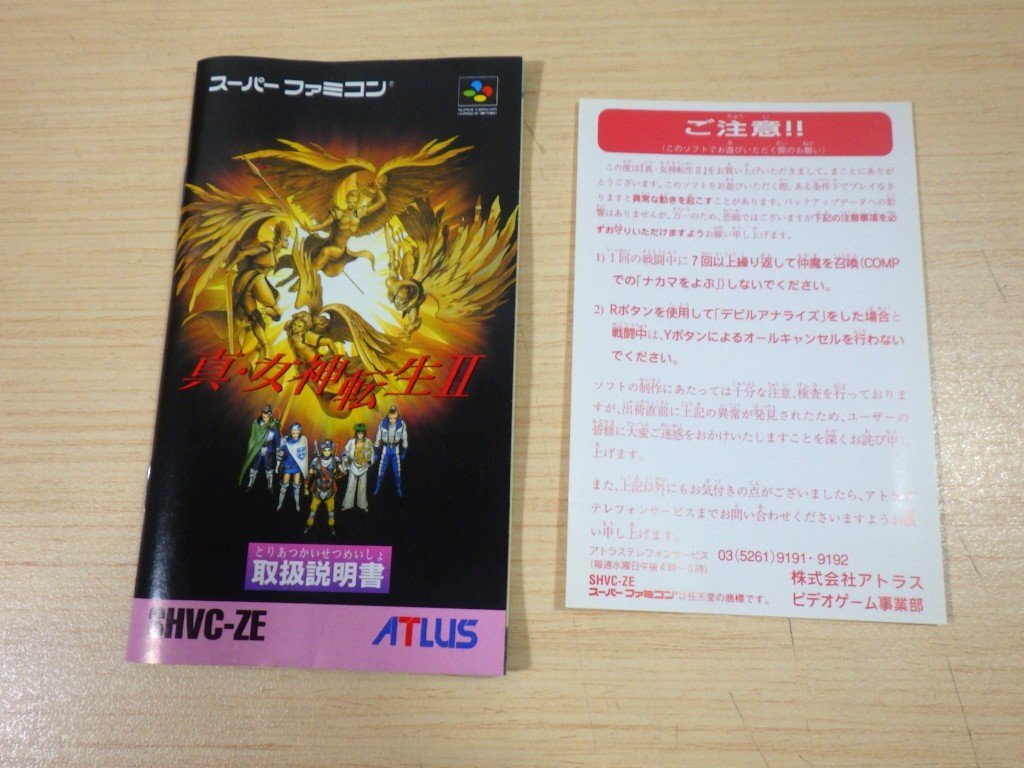 スーパーファミコン®
真・女神転生II
とりあつかいせつめいしょ
取扱説明書
SHVC-ZE
ATLUS
ご注意!!
(このソフトでお遊びいただく際のお願い)
この度は「真・女神転生II」をお買い上げいただきまして、まことにありが
とうございます。このソフトをお遊びいただく際、ある条件下でプレイなさ
りますと異常な動きを起こすことがあります。バックアップデータへの影
響はありませんが、万一のため、恐縮ではございますが下記の注意事項を必
ずお守りいただけますようお願い申し上げます。
1) 1回の戦闘中に7回以上繰り返して仲魔を召喚(COMP
での「ナカマをよぶ」)しないでください。
2) Rボタンを使用して「デビルアナライズ」をした場合と
戦闘中は、Yボタンによるオールキャンセルを行わない
でください。
ソフトの制作にあたっては十分な注意、検査を行っておりま
すが、出荷直前に上記の異常が発見されたため、ユーザーの
皆様に大変ご迷惑をおかけいたしますことを深くお詫び申し
上げます。
また、上記以外にもお気付きの点がございましたら、アトラス
テレフォンサービスまでお問い合わせくださいますようお願
い申し上げます。
アトラステレフォンサービス 03(5261)9191・9192
(毎週水曜日午後4時〜8時)
株式会社アトラス
SHVC-ZE
ビデオゲーム事業部
スーパーファミコン®は任天堂の商標です。